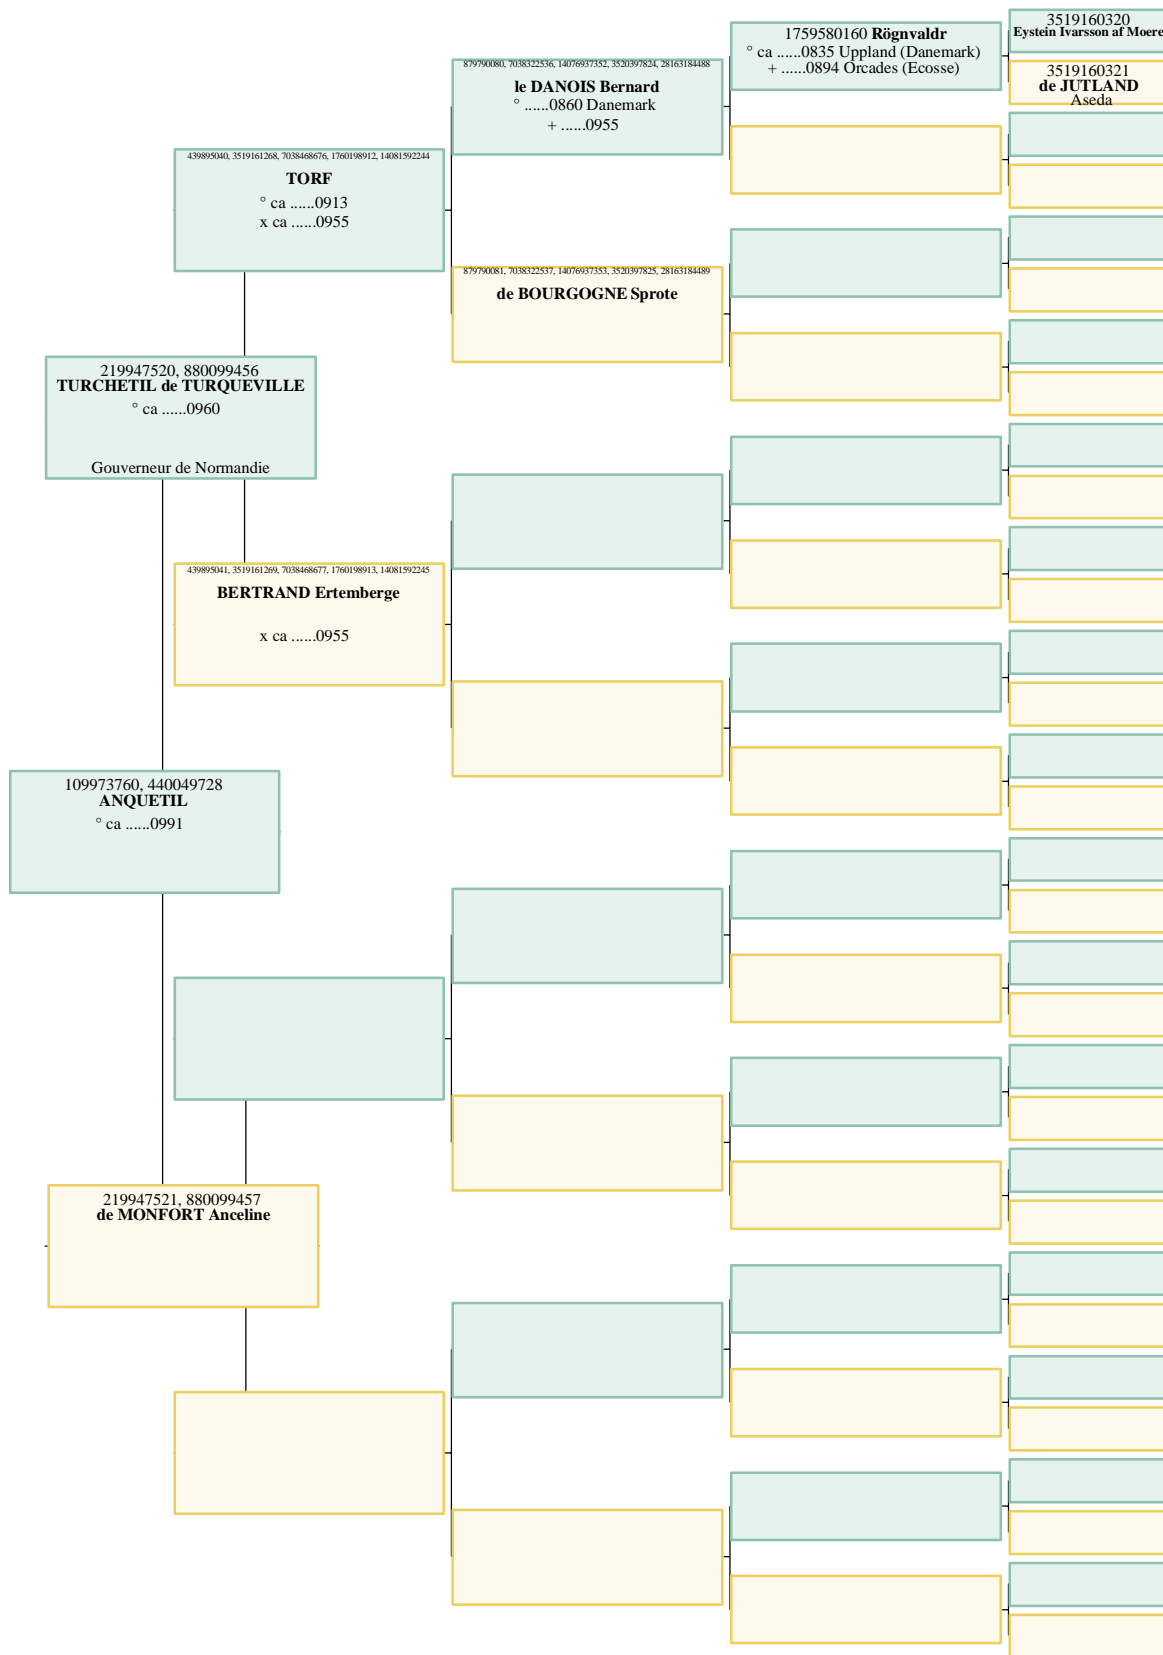 3519160320
Eystein Ivarsson af Moere
3519160321
de JUTLAND
Aseda
1759580160 Rögnvaldr
° ca ......0835 Uppland (Danemark)
+ ......0894 Orcades (Ecosse)
879790080, 7038322536, 14076937352, 3520397824, 28163184488
le DANOIS Bernard
° ......0860 Danemark
+ ......0955
439895040, 3519161268, 7038468676, 1760198912, 14081592244
TORF
° ca ......0913
x ca ......0955
879790081, 7038322537, 14076937353, 3520397825, 28163184489
de BOURGOGNE Sprote
219947520, 880099456
TURCHETIL de TURQUEVILLE
° ca ......0960
Gouverneur de Normandie
439895041, 3519161269, 7038468677, 1760198913, 14081592245
BERTRAND Ertemberge
x ca ......0955
109973760, 440049728
ANQUETIL
° ca ......0991
219947521, 880099457
de MONFORT Anceline